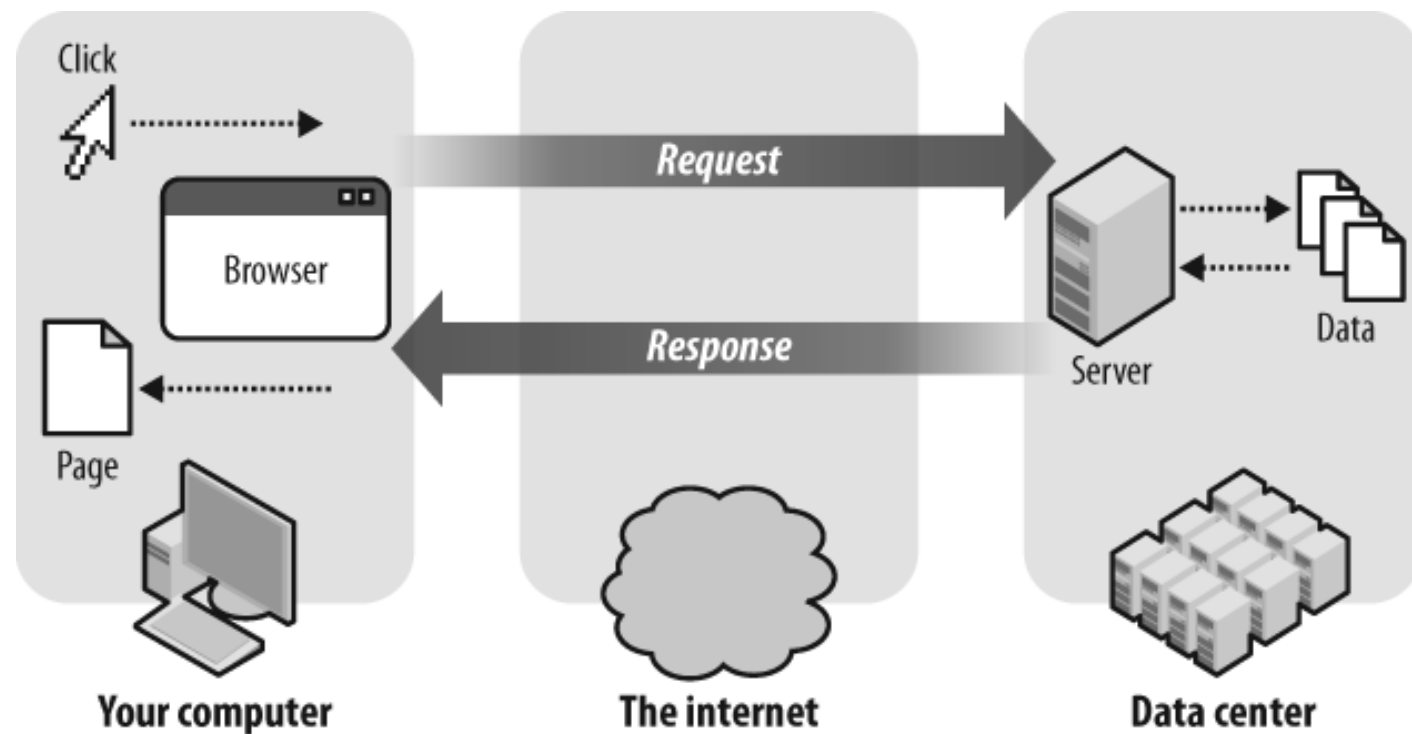 Click
Request
Browser
Response
Server
Data
Page
Your computer
The internet
Data center